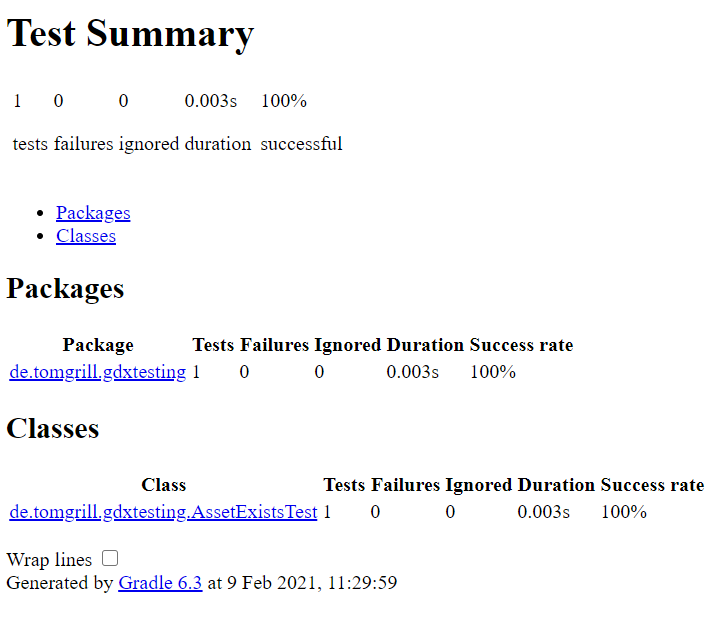 Test Summary
1 0 0 0.003s 100%
tests failures ignored duration successful
Packages
Classes
Packages
Package Tests Failures Ignored Duration Success rate
de.tomgrill.gdxtesting 1 0 0 0.003s 100%
Classes
Class Tests Failures Ignored Duration Success rate
de.tomgrill.gdxtesting.AssetExistsTest 1 0 0 0.003s 100%
Wrap lines
Generated by Gradle 6.3 at 9 Feb 2021, 11:29:59